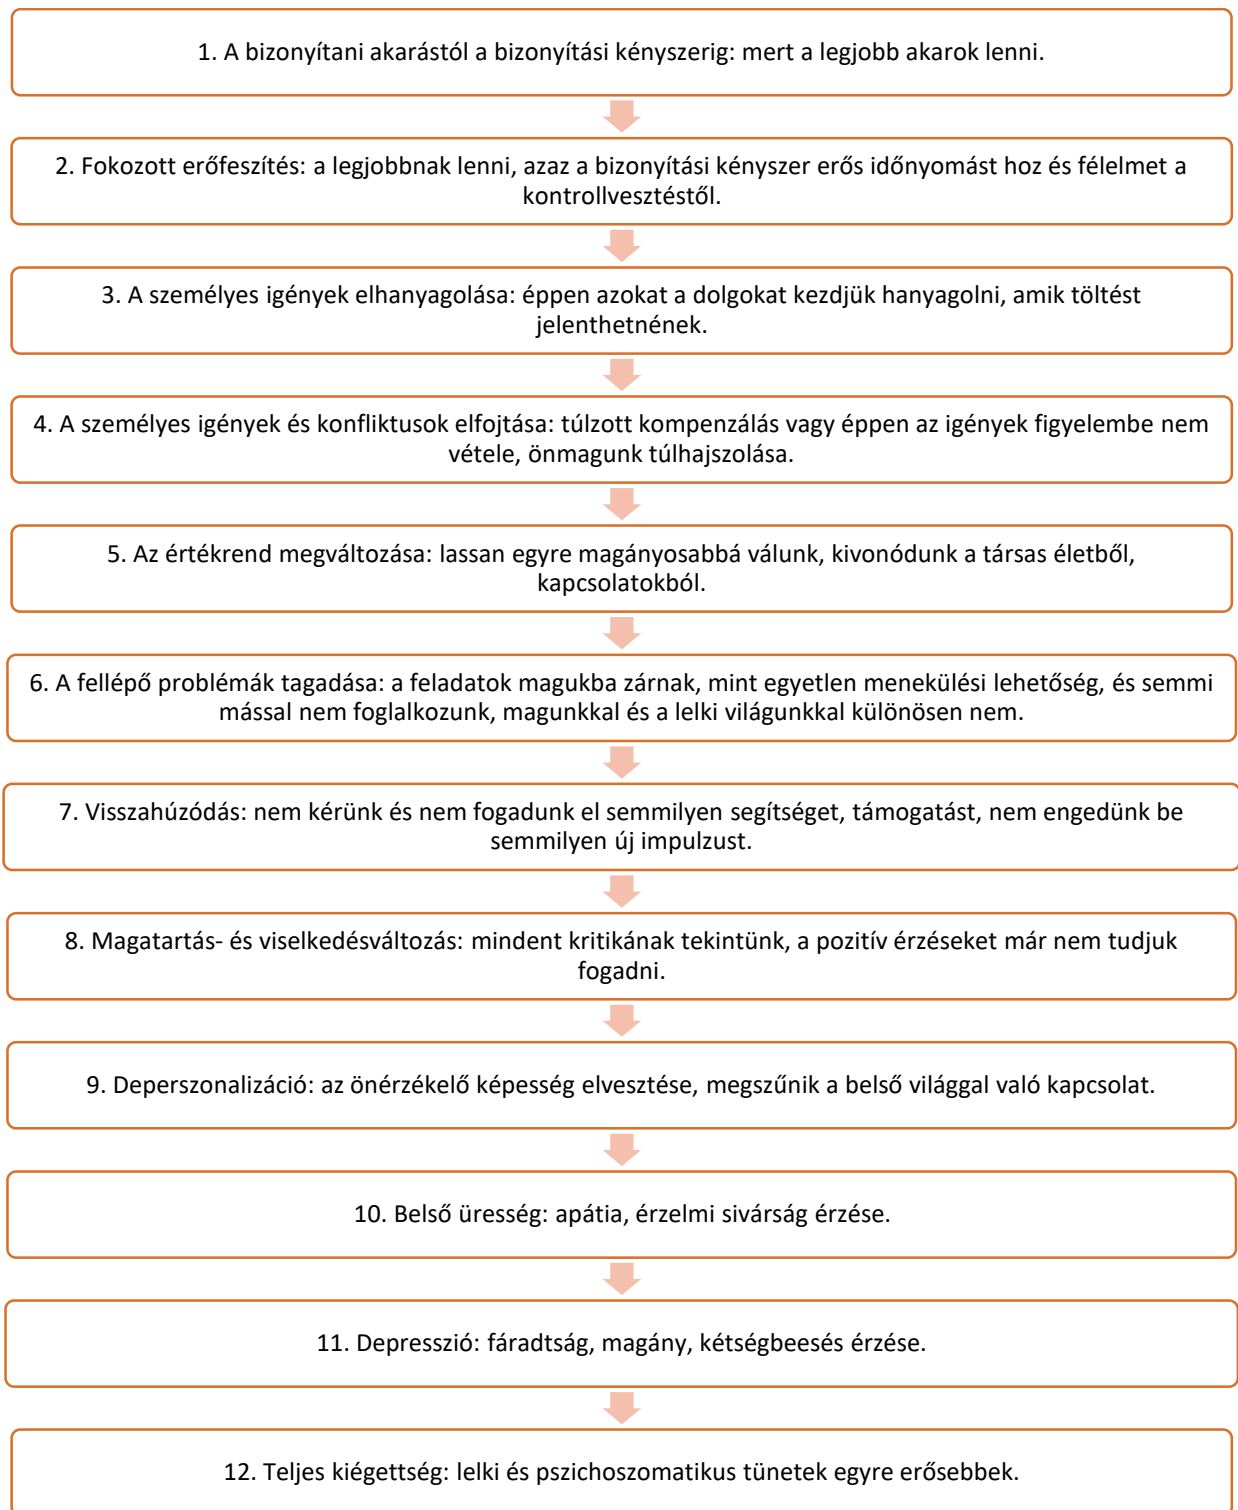 1. A bizonyítani akarástól a bizonyítási kényszerig: mert a legjobb akarok lenni.
2. Fokozott erőfeszítés: a legjobbnak lenni, azaz a bizonyítási kényszer erős időnyomást hoz és félelmet a
kontrollvesztéstől.
3. A személyes igények elhanyagolása: éppen azokat a dolgokat kezdjük hanyagolni, amik töltést
jelenthetnének.
4. A személyes igények és konfliktusok elfojtása: túlzott kompenzálás vagy éppen az igények figyelembe nem
vétele, önmagunk túlhajszolása.
5. Az értékrend megváltozása: lassan egyre magányosabbá válunk, kivonódunk a társas életből,
kapcsolatokból.
6. A fellépő problémák tagadása: a feladatok magukba zárnak, mint egyetlen menekülési lehetőség, és semmi
mással nem foglalkozunk, magunkkal és a lelki világunkkal különösen nem.
7. Visszahúzódás: nem kérünk és nem fogadunk el semmilyen segítséget, támogatást, nem engedünk be
semmilyen új impulzust.
8. Magatartás- és viselkedésváltozás: mindent kritikának tekintünk, a pozitív érzéseket már nem tudjuk
fogadni.
9. Deperszonalizáció: az önérzékelő képesség elvesztése, megszűnik a belső világgal való kapcsolat.
10. Belső üresség: apátia, érzelmi sivárság érzése.
11. Depresszió: fáradtság, magány, kétségbeesés érzése.
12. Teljes kiégettség: lelki és pszichoszomatikus tünetek egyre erősebbek.